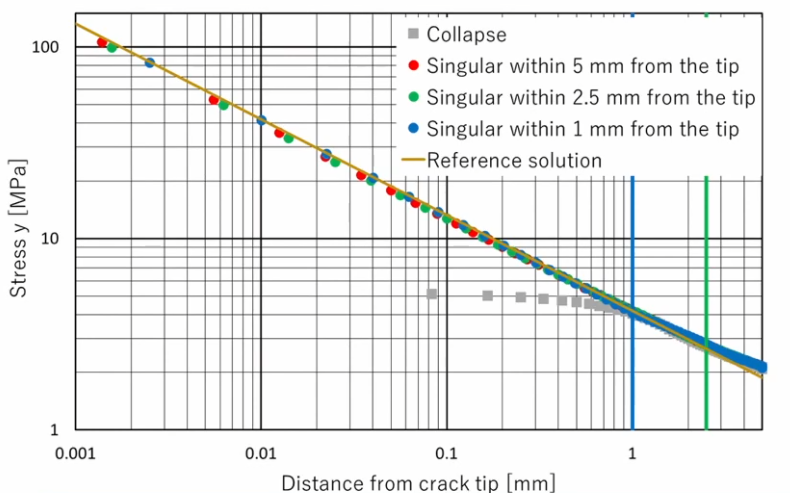 Collapse
Singular within 5 mm from the tip
Singular within 2.5 mm from the tip
Singular within 1 mm from the tip
Reference solution
100
10
1
Stress y [MPa]
0.001
0.01
0.1
1
Distance from crack tip [mm]